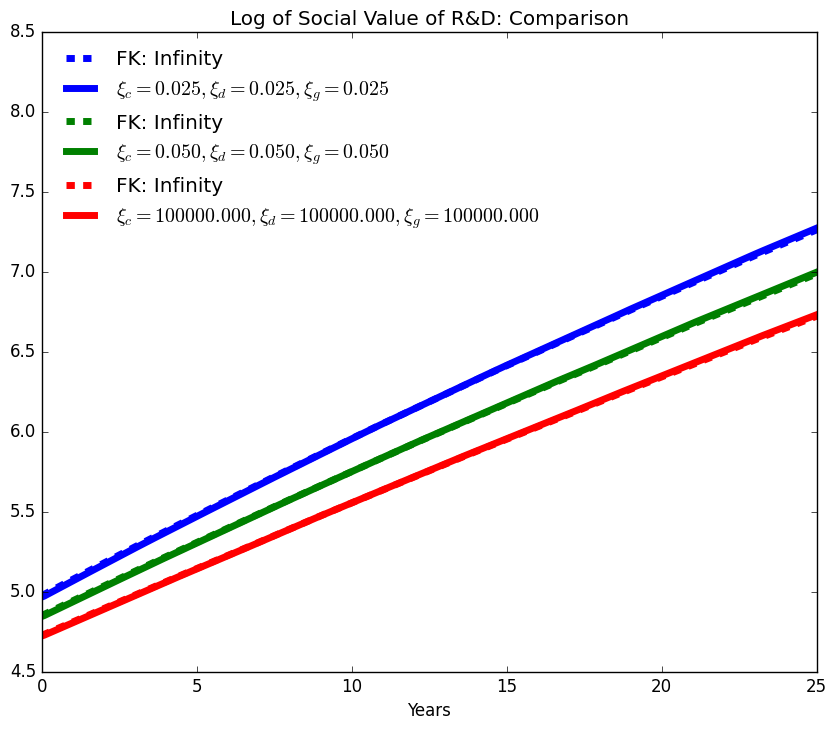 Log of Social Value of R&D: Comparison
8.5
FK: Infinity
ξc = 0.025, ξd = 0.025, ξg = 0.025
8.0
FK: Infinity
ξc = 0.050, ξd = 0.050, ξg = 0.050
7.5
FK: Infinity
ξc = 100000.000, ξd = 100000.000, ξg = 100000.000
7.0
6.5
6.0
5.5
5.0
4.5
0 5 10 15 20 25
Years